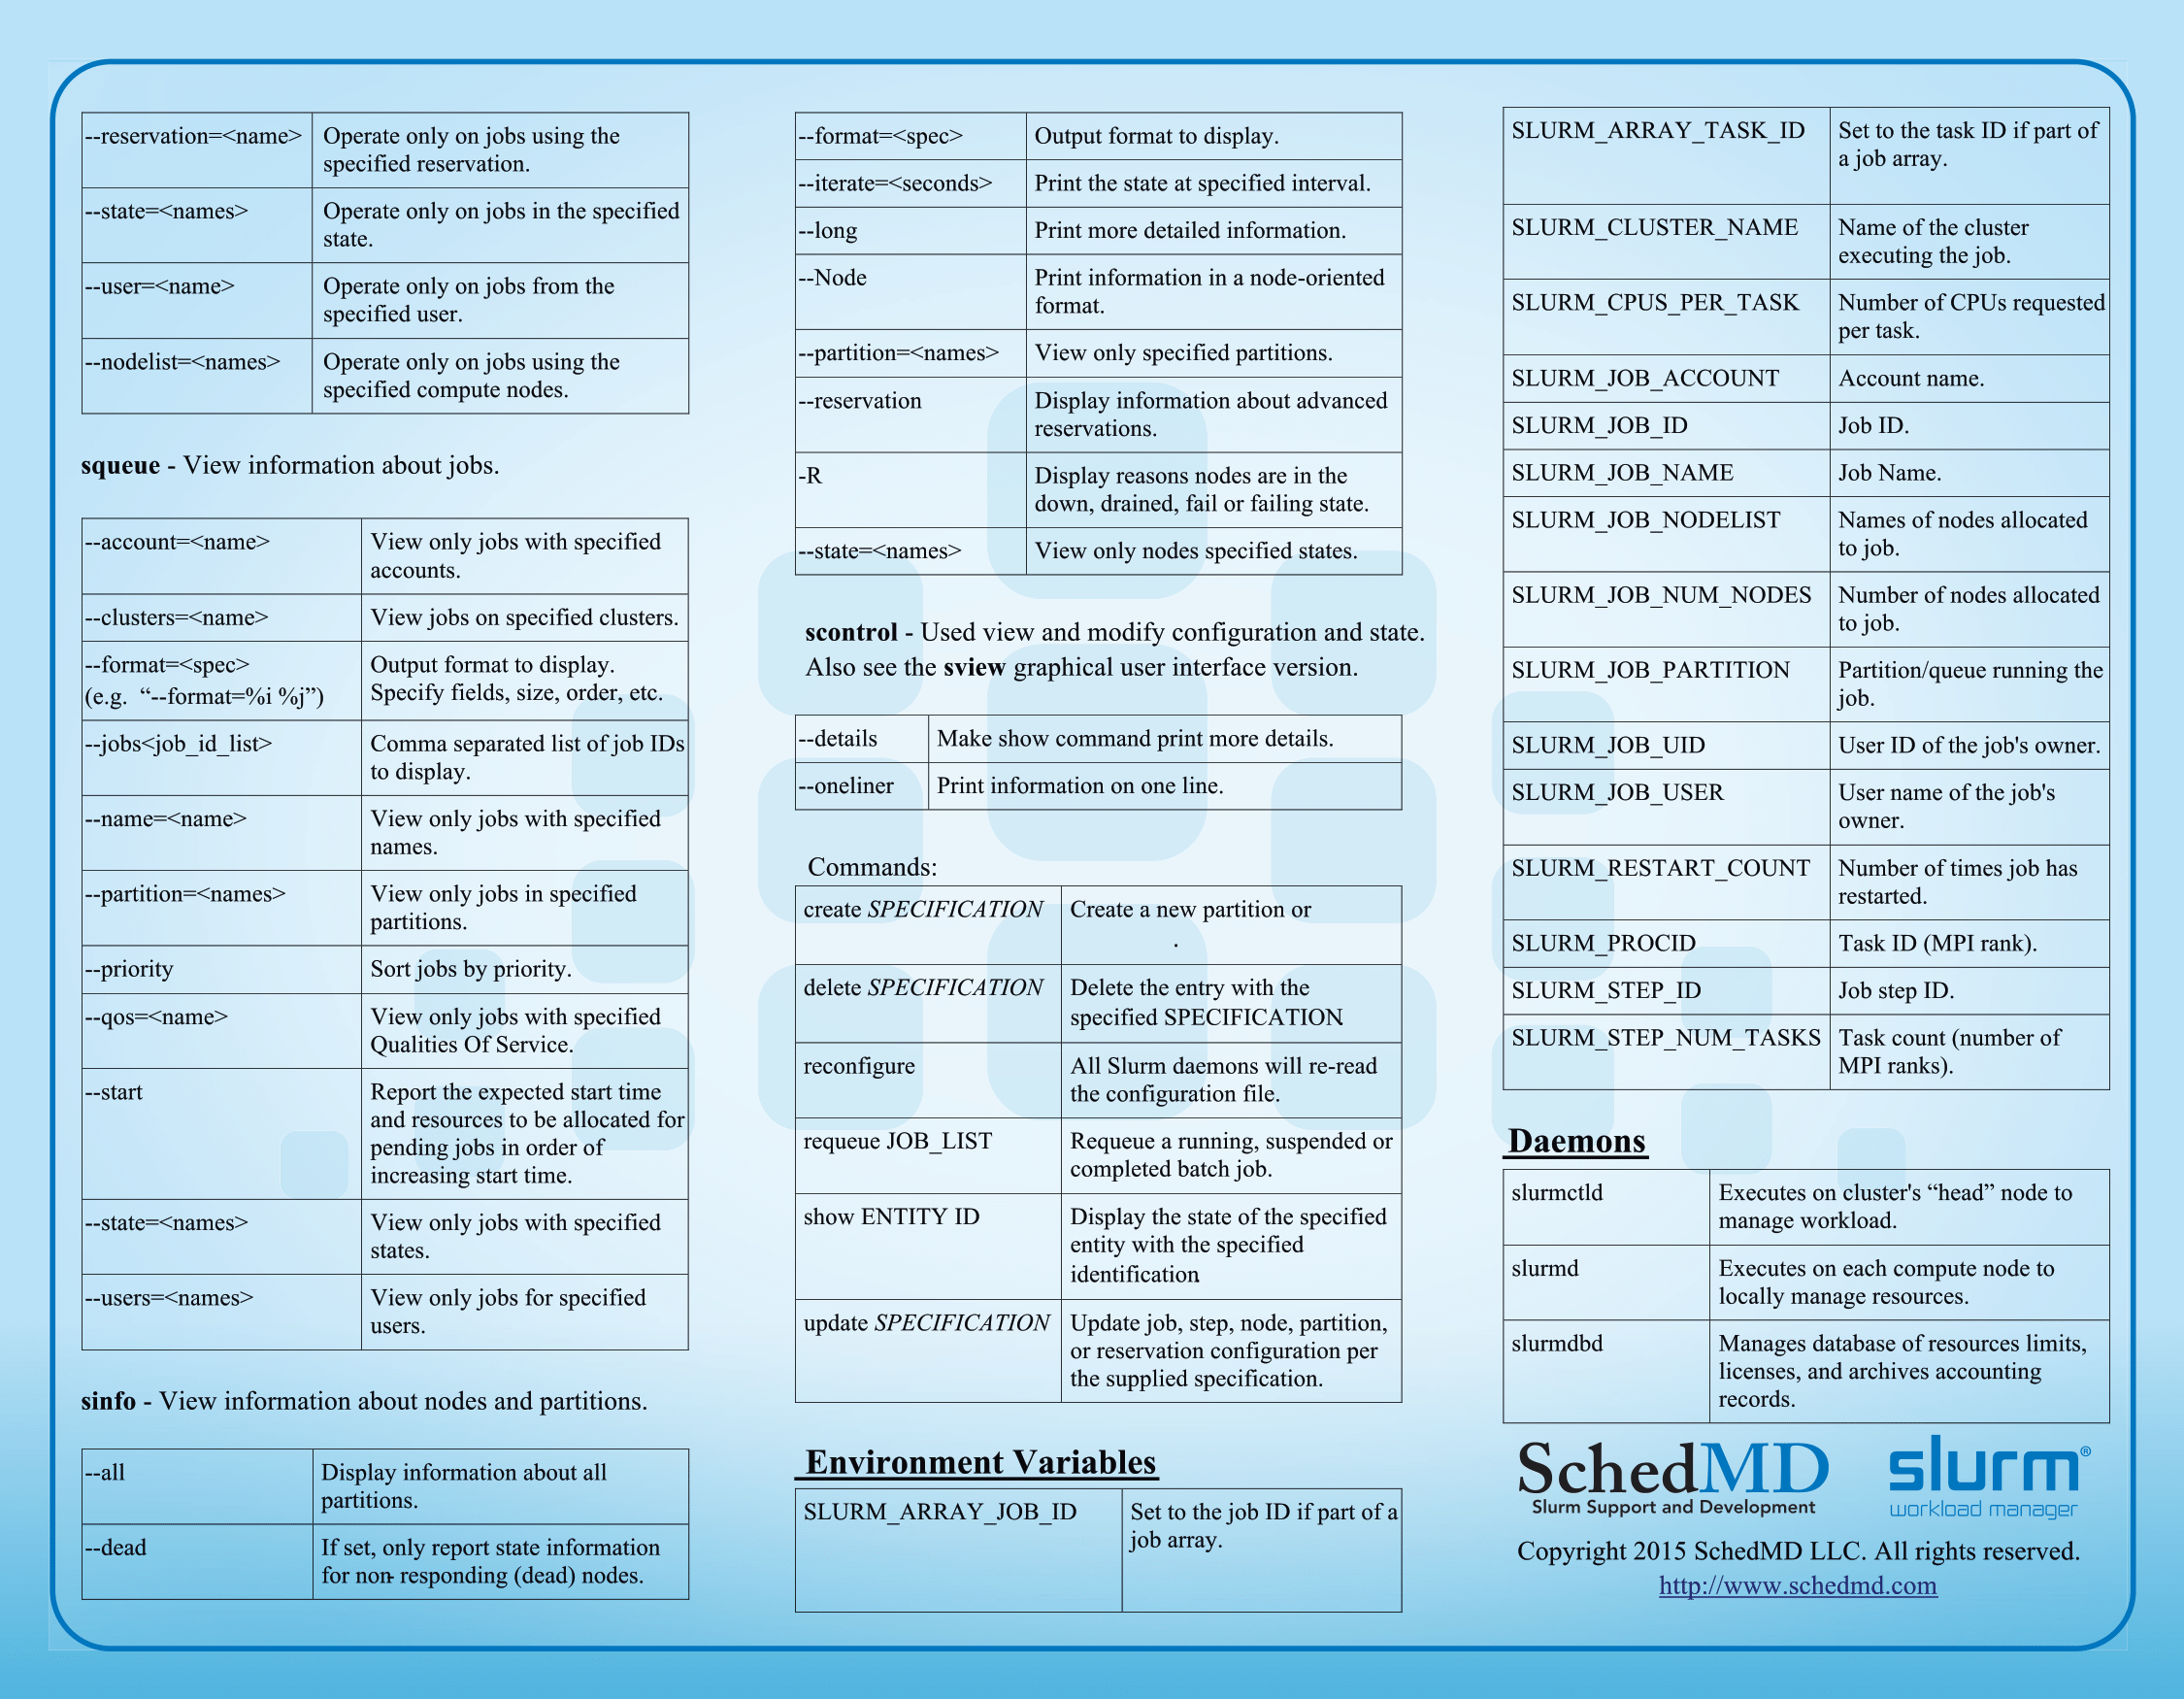 --reservation=<name> Operate only on jobs using the
specified reservation.
--state=<names> Operate only on jobs in the specified
state.
--user=<name> Operate only on jobs from the
specified user.
--nodelist=<names> Operate only on jobs using the
specified compute nodes.
squeue - View information about jobs.
--account=<name> View only jobs with specified
accounts.
--clusters=<name> View jobs on specified clusters.
--format=<spec> Output format to display.
(e.g. “--format=%i %j”) Specify fields, size, order, etc.
--jobs<job_id_list> Comma separated list of job IDs
to display.
--name=<name> View only jobs with specified
names.
--partition=<names> View only jobs in specified
partitions.
--priority Sort jobs by priority.
--qos=<name> View only jobs with specified
Qualities Of Service.
--start Report the expected start time
and resources to be allocated for
pending jobs in order of
increasing start time.
--state=<names> View only jobs with specified
states.
--users=<names> View only jobs for specified
users.
sinfo - View information about nodes and partitions.
--all Display information about all
partitions.
--dead If set, only report state information
for non- responding (dead) nodes.
--format=<spec> Output format to display.
--iterate=<seconds> Print the state at specified interval.
--long Print more detailed information.
--Node Print information in a node-oriented
format.
--partition=<names> View only specified partitions.
--reservation Display information about advanced
reservations.
-R Display reasons nodes are in the
down, drained, fail or failing state.
--state=<names> View only nodes specified states.
scontrol - Used view and modify configuration and state.
Also see the sview graphical user interface version.
--details Make show command print more details.
--oneliner Print information on one line.
Commands:
create SPECIFICATION Create a new partition or
.
delete SPECIFICATION Delete the entry with the
specified SPECIFICATION.
reconfigure All Slurm daemons will re-read
the configuration file.
requeue JOB_LIST Requeue a running, suspended or
completed batch job.
show ENTITY ID Display the state of the specified
entity with the specified
identification.
update SPECIFICATION Update job, step, node, partition,
or reservation configuration per
the supplied specification.
Environment Variables
SLURM_ARRAY_JOB_ID Set to the job ID if part of a
job array.
SLURM_ARRAY_TASK_ID Set to the task ID if part of
a job array.
SLURM_CLUSTER_NAME Name of the cluster
executing the job.
SLURM_CPUS_PER_TASK Number of CPUs requested
per task.
SLURM_JOB_ACCOUNT Account name.
SLURM_JOB_ID Job ID.
SLURM_JOB_NAME Job Name.
SLURM_JOB_NODELIST Names of nodes allocated
to job.
SLURM_JOB_NUM_NODES Number of nodes allocated
to job.
SLURM_JOB_PARTITION Partition/queue running the
job.
SLURM_JOB_UID User ID of the job's owner.
SLURM_JOB_USER User name of the job's
owner.
SLURM_RESTART_COUNT Number of times job has
restarted.
SLURM_PROCID Task ID (MPI rank).
SLURM_STEP_ID Job step ID.
SLURM_STEP_NUM_TASKS Task count (number of
MPI ranks).
Daemons
slurmctld Executes on cluster's “head” node to
manage workload.
slurmd Executes on each compute node to
locally manage resources.
slurmdbd Manages database of resources limits,
licenses, and archives accounting
records.
SchedMD slurm®
Slurm Support and Development workload manager
Copyright 2015 SchedMD LLC. All rights reserved.
http://www.schedmd.com